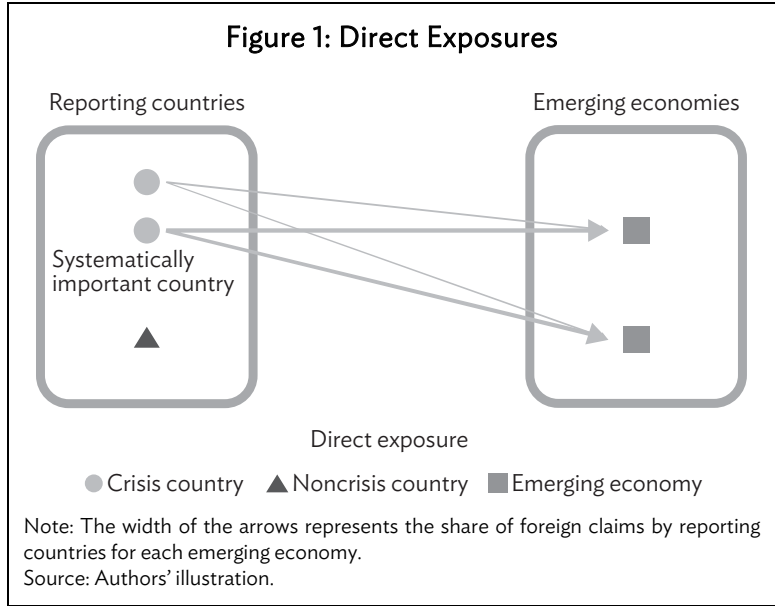 Figure 1: Direct Exposures
Reporting countries
Emerging economies
Systematically
important country
Direct exposure
Crisis country
Noncrisis country
Emerging economy
Note: The width of the arrows represents the share of foreign claims by reporting
countries for each emerging economy.
Source: Authors’ illustration.